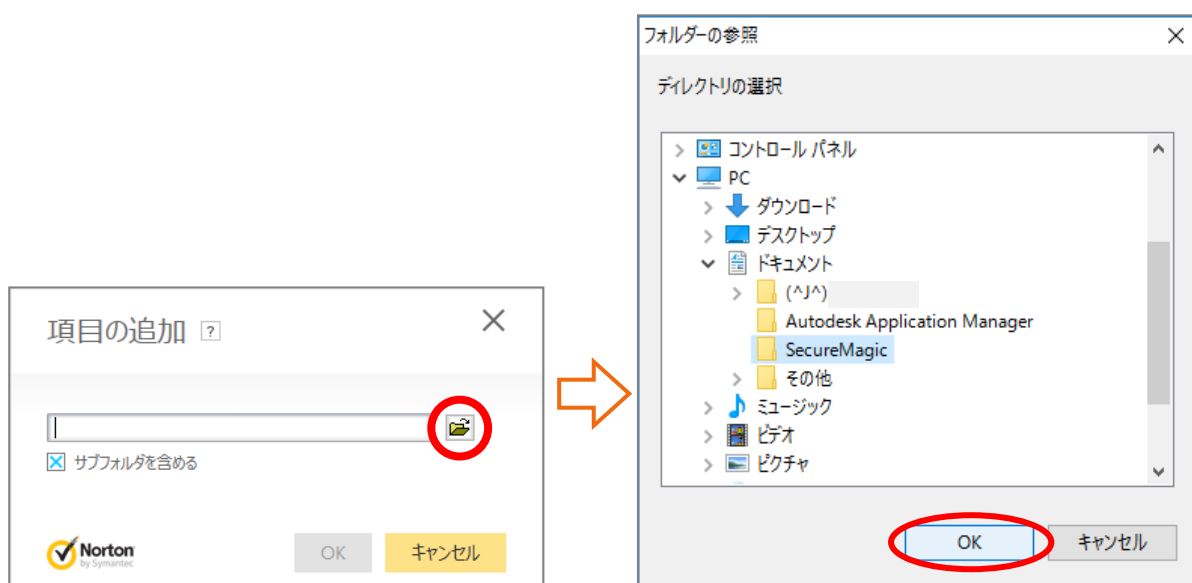 項目の追加 ?
サブフォルダを含める
Norton
by Symantec
OK
キャンセル
フォルダーの参照
ディレクトリの選択
コントロール パネル
PC
ダウンロード
デスクトップ
ドキュメント
(^J^)
Autodesk Application Manager
SecureMagic
その他
ミュージック
ビデオ
ピクチャ
OK
キャンセル